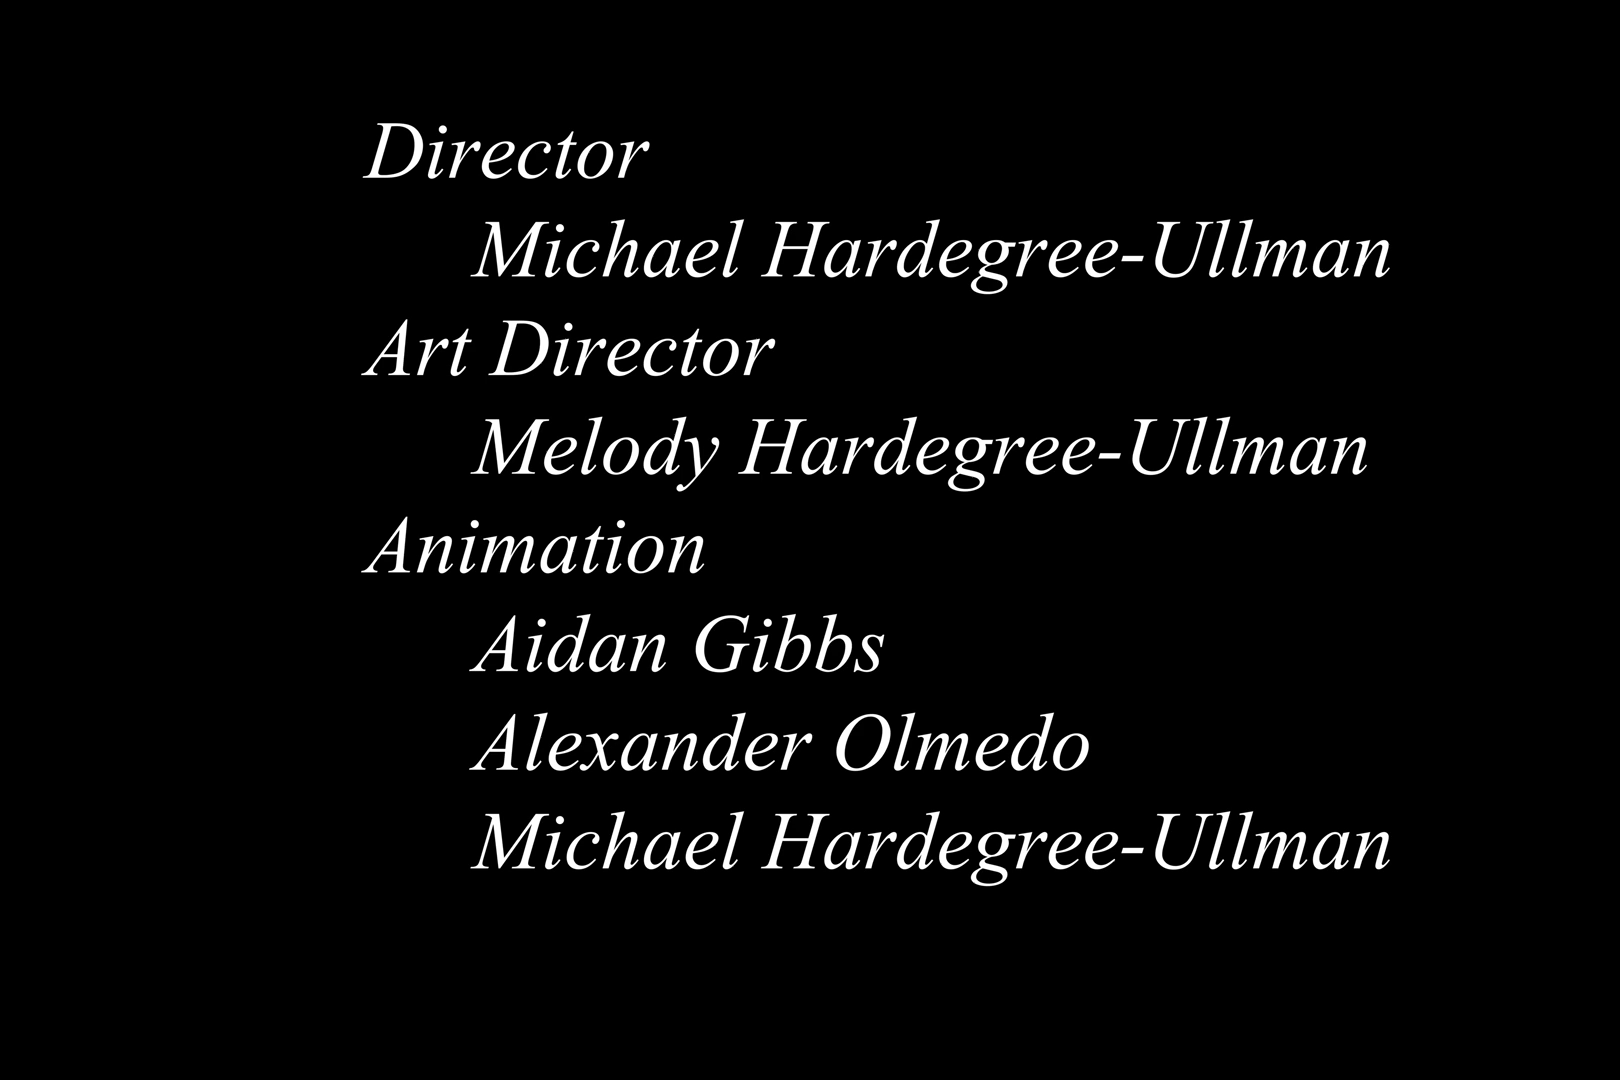 Director
Michael Hardegree-Ullman
Art Director
Melody Hardegree-Ullman
Animation
Aidan Gibbs
Alexander Olmedo
Michael Hardegree-Ullman